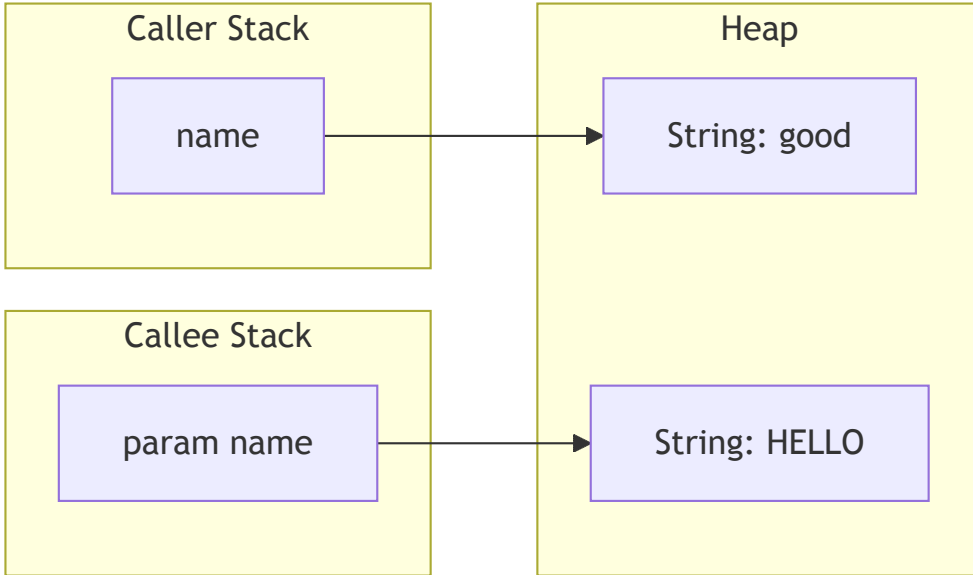 Caller Stack
name
Heap
String: good
Callee Stack
param name
String: HELLO